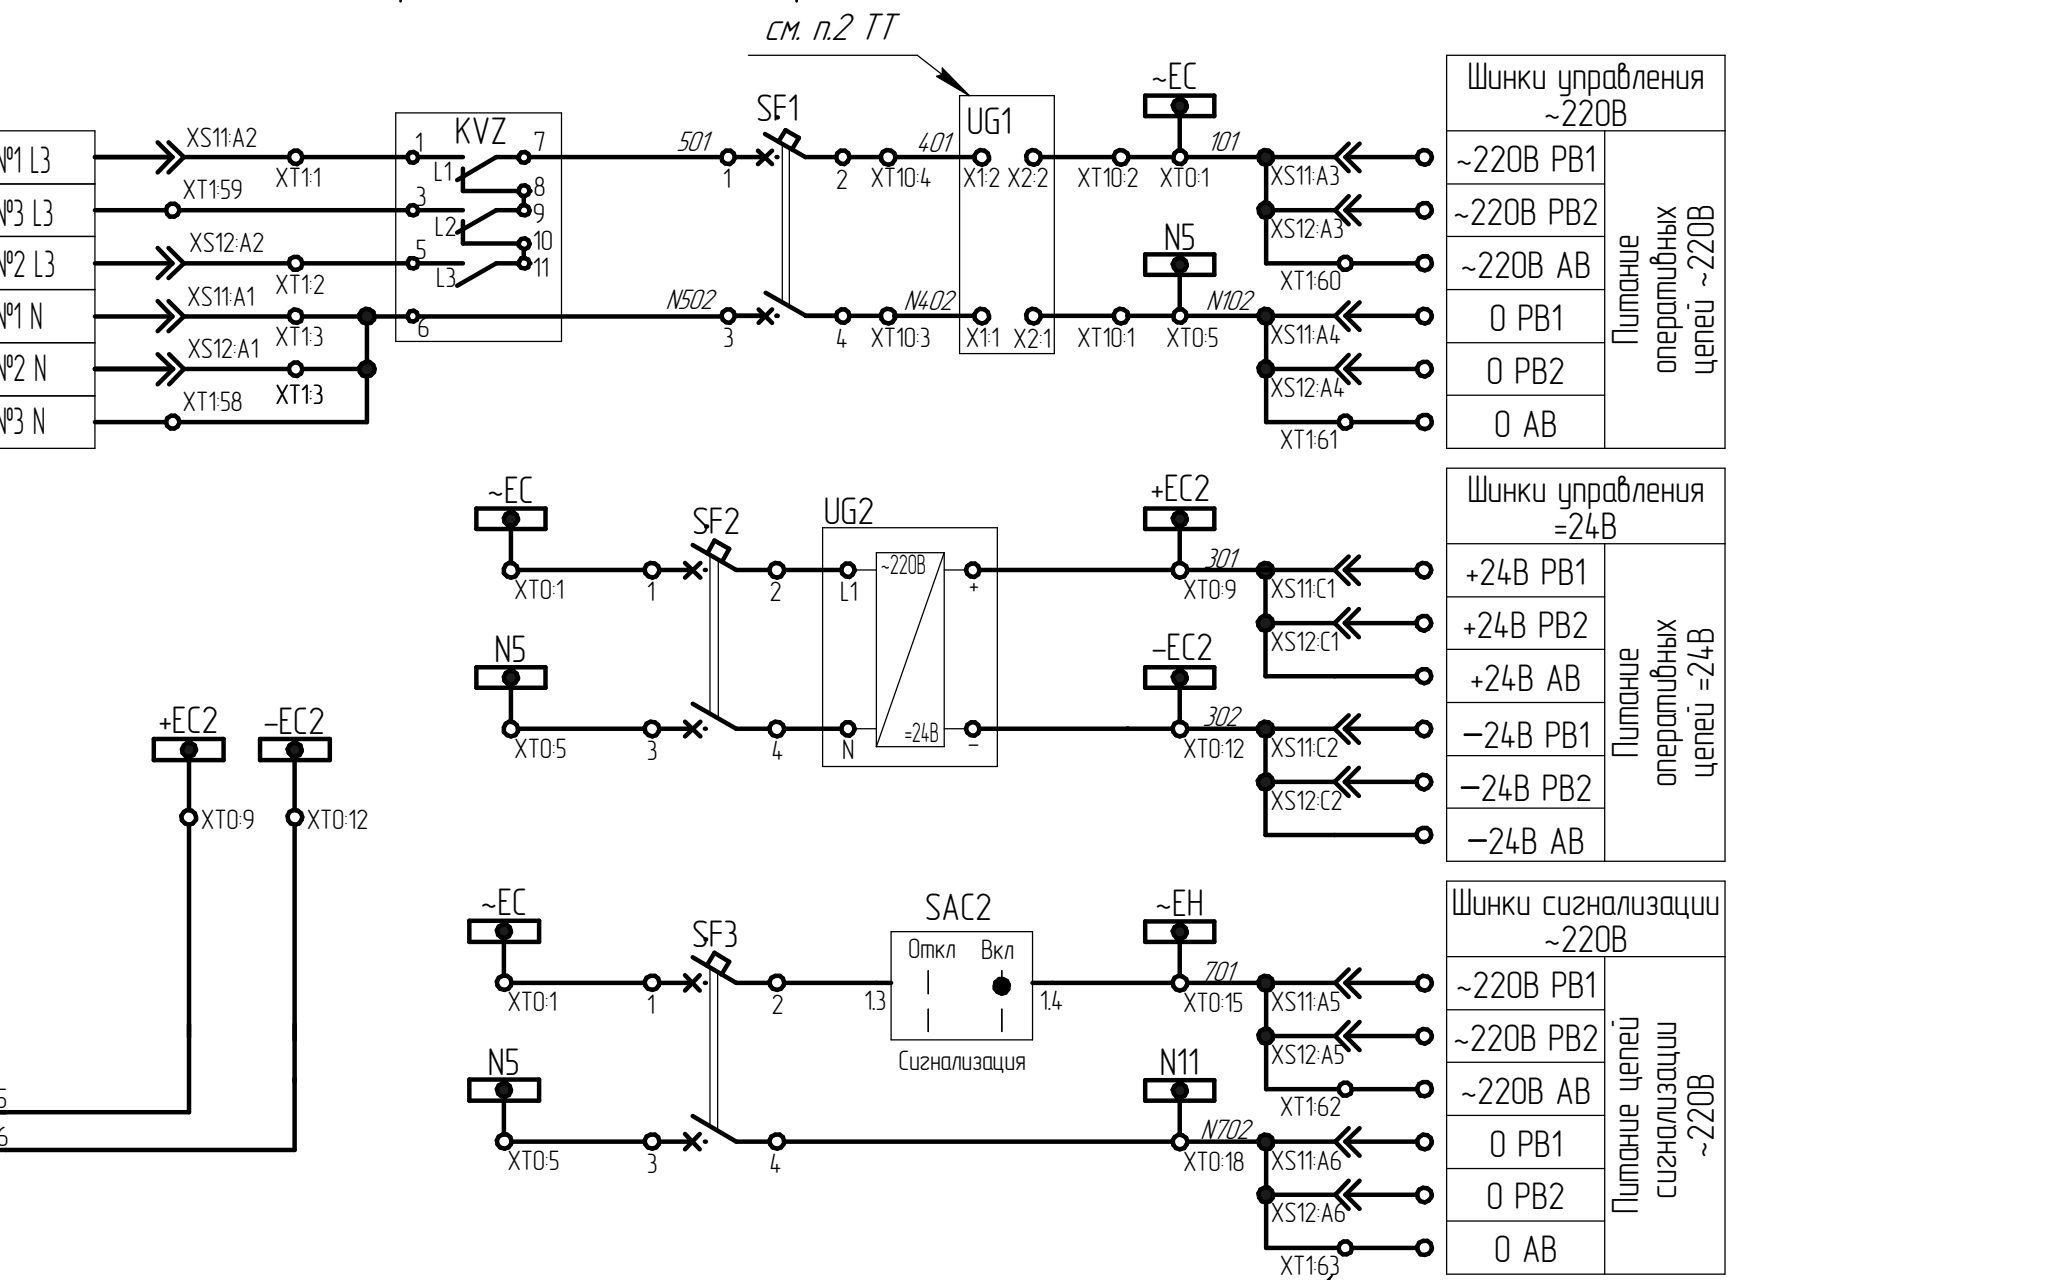 см. п.2 ТТ
№1 L3
№3 L3
№2 L3
№1 N
№2 N
№3 N
XS11:A2
XT1:1
XT1:59
XS12:A2
XT1:2
XS11:A1
XT1:3
XS12:A1
XT1:3
XT1:58
KVZ
1
7
L1
8
3
9
L2
10
5
11
L3
6
501
SF1
1
2
XT10:4
401
UG1
X1:2
X2:2
XT10:2
~EC
XT0:1
101
XS11:A3
XS12:A3
XT1:60
N502
3
4
XT10:3
N402
X1:1
X2:1
XT10:1
N5
XT0:5
N102
XS11:A4
XS12:A4
XT1:61
Шинки управления
~220В
~220В РВ1
~220В РВ2
~220В АВ
0 РВ1
0 РВ2
0 АВ
Питание
оперативных
цепей ~220В
~EC
XT0:1
SF2
1
2
UG2
L1
~220В
=24В
+
+EC2
XT0:9
301
XS11:C1
XS12:C1
N5
XT0:5
3
4
N
-
-EC2
XT0:12
302
XS11:C2
XS12:C2
Шинки управления
=24В
+24В РВ1
+24В РВ2
+24В АВ
-24В РВ1
-24В РВ2
-24В АВ
Питание
оперативных
цепей =24В
+EC2
-EC2
XT0:9
XT0:12
5
6
~EC
XT0:1
SF3
1
2
SAC2
Откл
Вкл
1.3
1.4
Сигнализация
~EH
XT0:15
701
XS11:A5
XS12:A5
XT1:62
N5
XT0:5
3
4
N11
XT0:18
N702
XS11:A6
XS12:A6
XT1:63
Шинки сигнализации
~220В
~220В РВ1
~220В РВ2
~220В АВ
0 РВ1
0 РВ2
0 АВ
Питание цепей
сигнализации
~220В